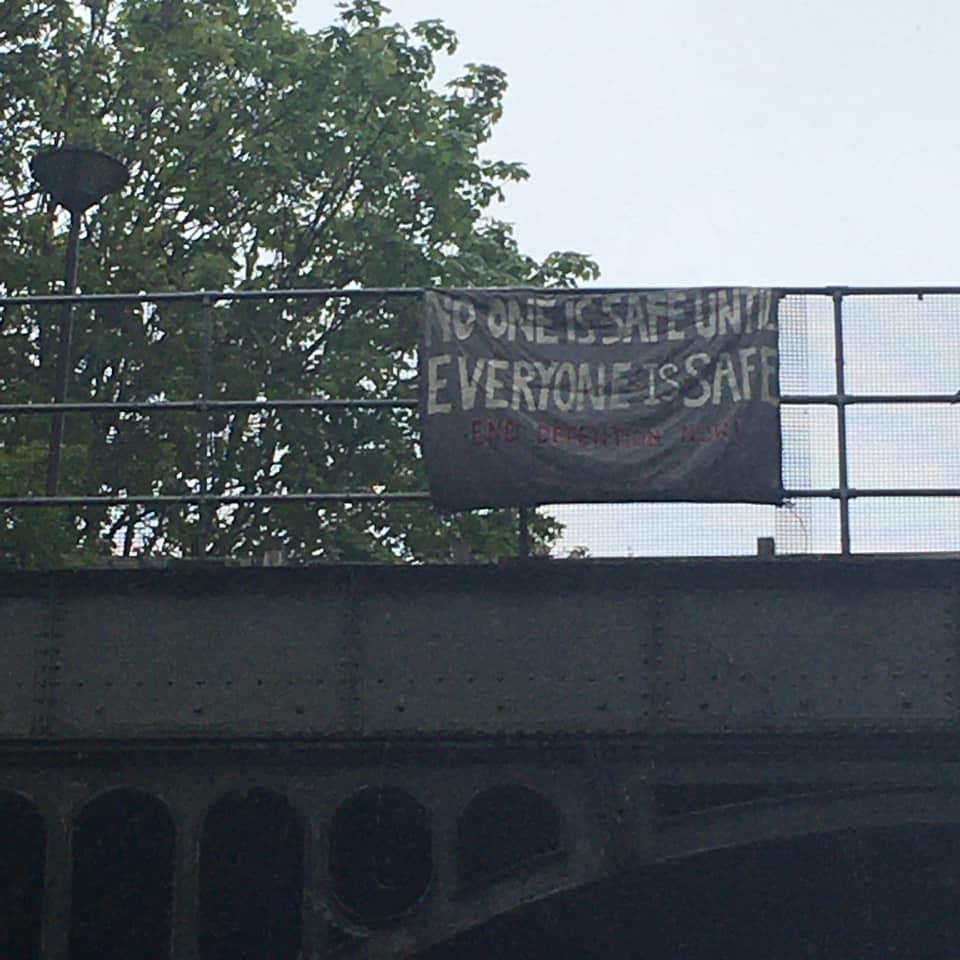 NO ONE IS SAFE UNTIL
EVERYONE IS SAFE
END DETENTION NOW!